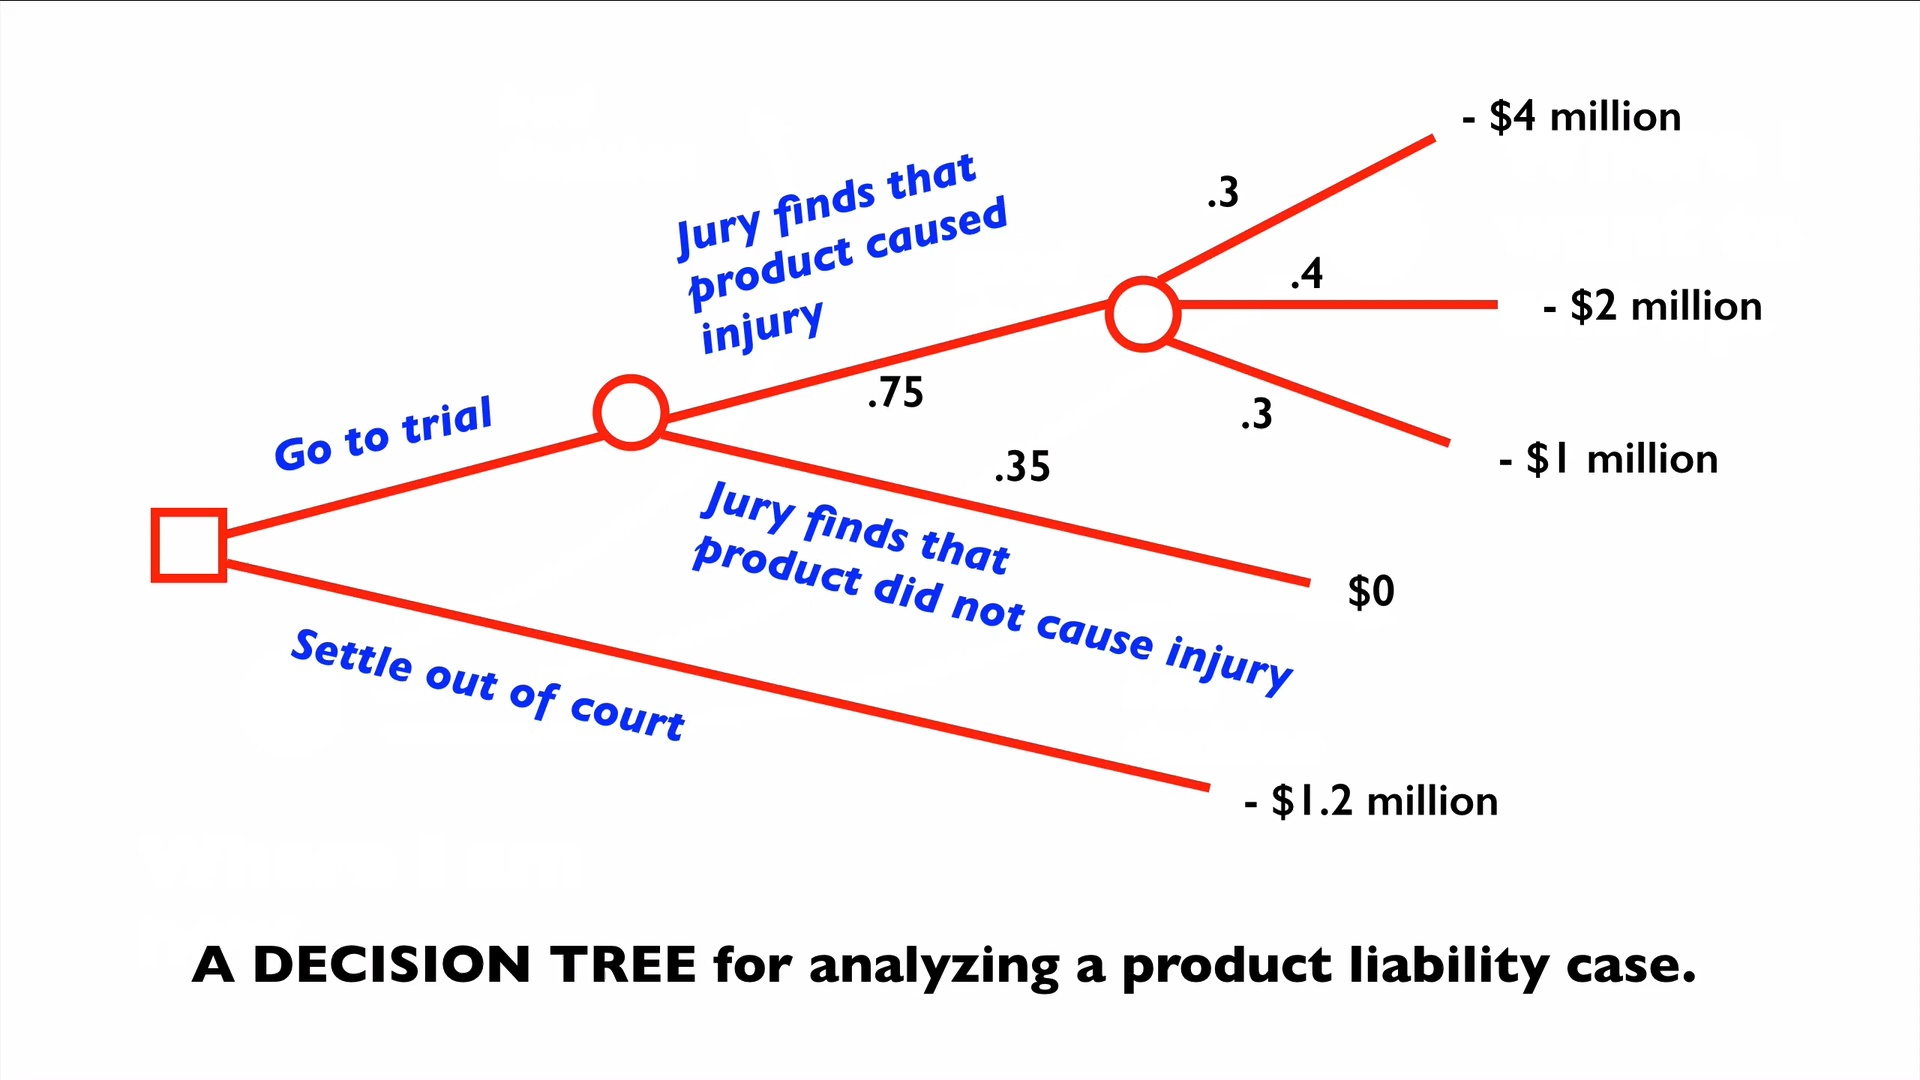 - $4 million
.3
Jury finds that
product caused
injury
.4
- $2 million
.75
.3
- $1 million
Go to trial
.35
Jury finds that
product did not cause injury
$0
Settle out of court
- $1.2 million
A DECISION TREE for analyzing a product liability case.